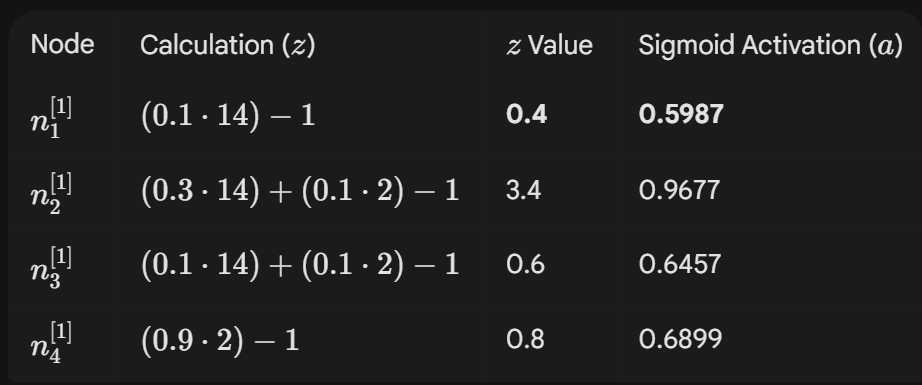 Node Calculation (z) z Value Sigmoid Activation (a)
n₁^[1] (0.1 · 14) − 1 0.4 0.5987
n₂^[1] (0.3 · 14) + (0.1 · 2) − 1 3.4 0.9677
n₃^[1] (0.1 · 14) + (0.1 · 2) − 1 0.6 0.6457
n₄^[1] (0.9 · 2) − 1 0.8 0.6899